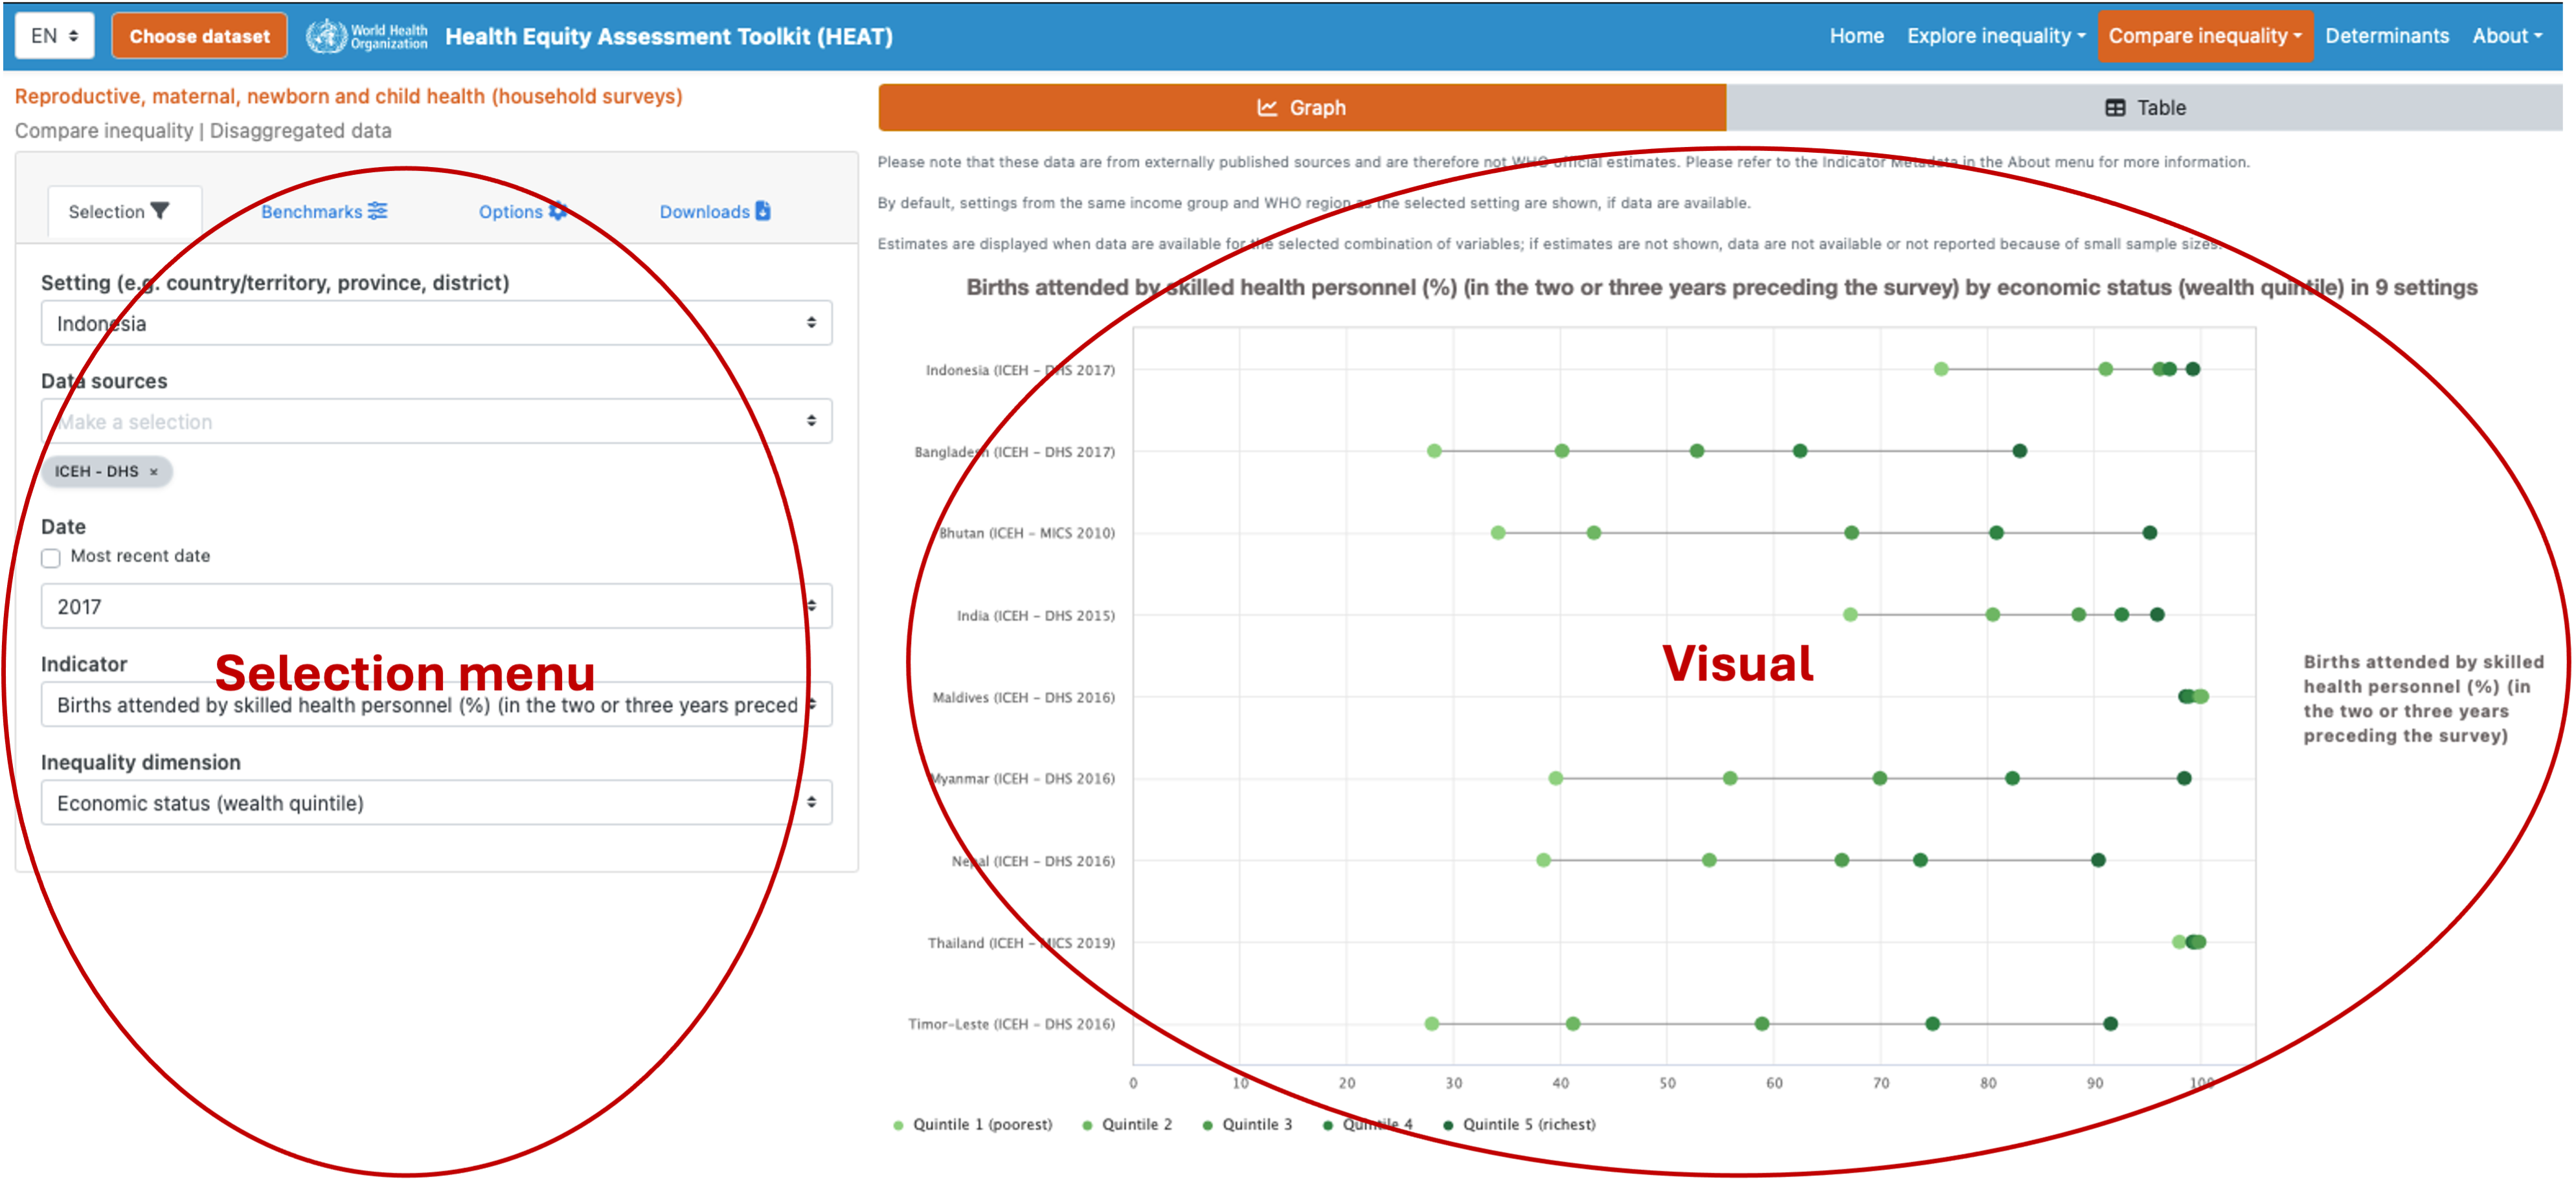 EN
Choose dataset
World Health
Organization
Health Equity Assessment Toolkit (HEAT)
Home
Explore inequality
Compare inequality
Determinants
About
Reproductive, maternal, newborn and child health (household surveys)
Compare inequality | Disaggregated data
Selection
Benchmarks
Options
Downloads
Setting (e.g. country/territory, province, district)
Indonesia
Data sources
Make a selection
ICEH - DHS ×
Date
Most recent date
2017
Indicator
Selection menu
Births attended by skilled health personnel (%) (in the two or three years preced
Inequality dimension
Economic status (wealth quintile)
Graph
Table
Please note that these data are from externally published sources and are therefore not WHO official estimates. Please refer to the Indicator Metadata in the About menu for more information.
By default, settings from the same income group and WHO region as the selected setting are shown, if data are available.
Estimates are displayed when data are available for the selected combination of variables; if estimates are not shown, data are not available or not reported because of small sample sizes.
Births attended by skilled health personnel (%) (in the two or three years preceding the survey) by economic status (wealth quintile) in 9 settings
Indonesia (ICEH – DHS 2017)
Bangladesh (ICEH – DHS 2017)
Bhutan (ICEH – MICS 2010)
India (ICEH – DHS 2015)
Visual
Maldives (ICEH – DHS 2016)
Myanmar (ICEH – DHS 2016)
Nepal (ICEH – DHS 2016)
Thailand (ICEH – MICS 2019)
Timor-Leste (ICEH – DHS 2016)
Births attended by skilled
health personnel (%) (in
the two or three years
preceding the survey)
0 10 20 30 40 50 60 70 80 90 100
Quintile 1 (poorest) Quintile 2 Quintile 3 Quintile 4 Quintile 5 (richest)